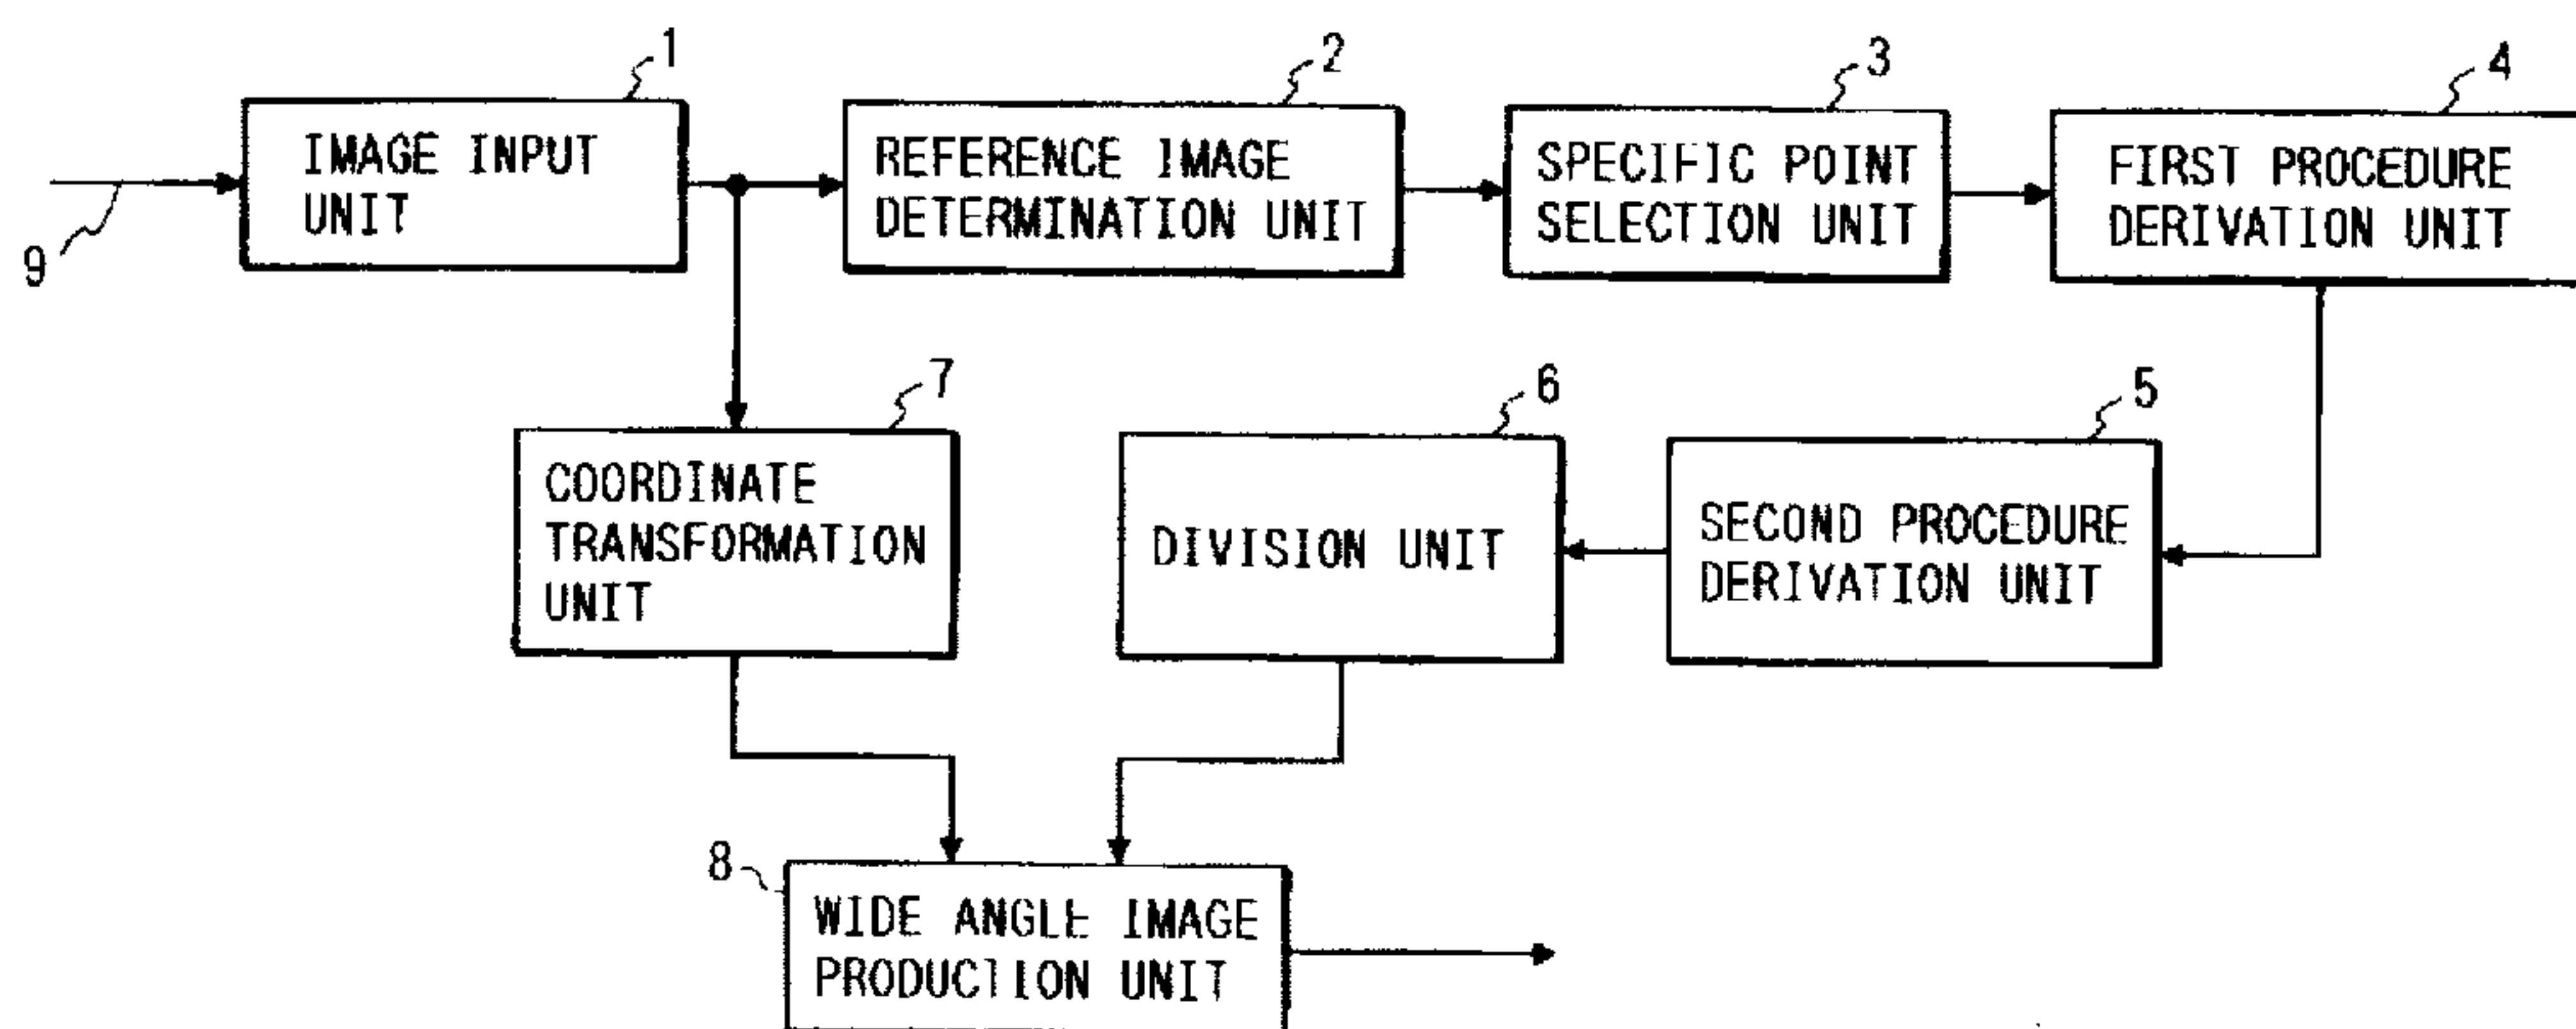 1
2
3
4
IMAGE INPUT
UNIT
REFERENCE IMAGE
DETERMINATION UNIT
SPECIFIC POINT
SELECTION UNIT
FIRST PROCEDURE
DERIVATION UNIT
9
7
6
5
COORDINATE
TRANSFORMATION
UNIT
DIVISION UNIT
SECOND PROCEDURE
DERIVATION UNIT
8
WIDE ANGLE IMAGE
PRODUCTION UNIT